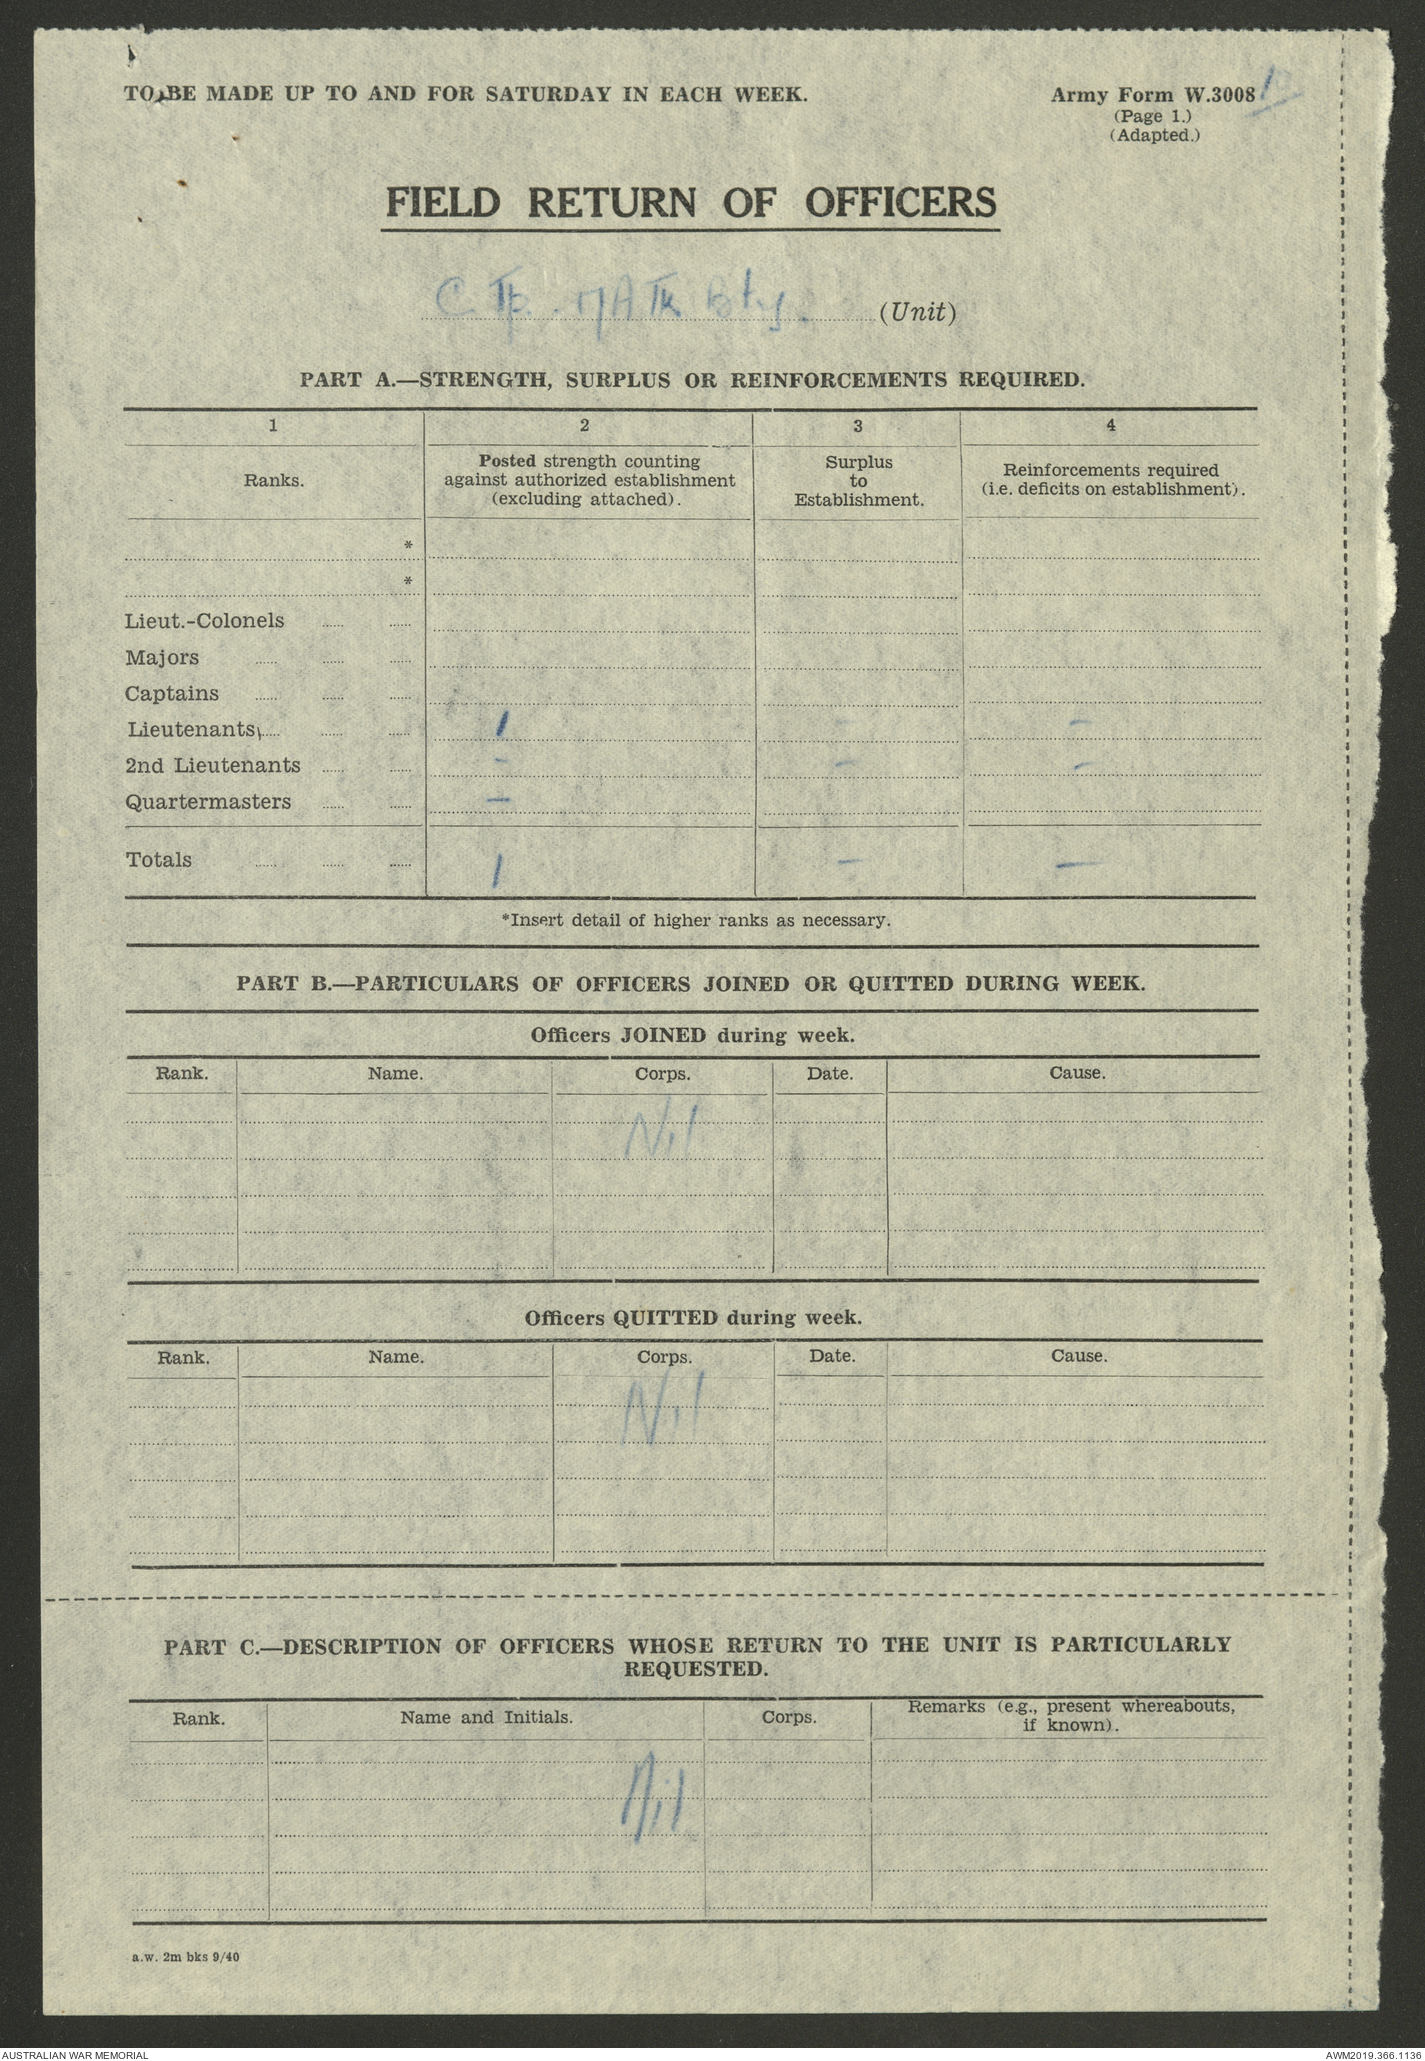 TO BE MADE UP TO AND FOR SATURDAY IN EACH WEEK.
Army Form W.3008
(Page 1.)
(Adapted.)
FIELD RETURN OF OFFICERS
C. Tp. MA Tk Bty. (Unit)
PART A.—STRENGTH, SURPLUS OR REINFORCEMENTS REQUIRED.
1 2 3 4
Ranks.
Posted strength counting
against authorized establishment
(excluding attached).
Surplus
to
Establishment.
Reinforcements required
(i.e. deficits on establishment).
*
*
Lieut.-Colonels
Majors
Captains
Lieutenants 1 - -
2nd Lieutenants - - -
Quartermasters -
Totals 1 - -
*Insert detail of higher ranks as necessary.
PART B.—PARTICULARS OF OFFICERS JOINED OR QUITTED DURING WEEK.
Officers JOINED during week.
Rank. Name. Corps. Date. Cause.
Nil
Officers QUITTED during week.
Rank. Name. Corps. Date. Cause.
Nil
PART C.—DESCRIPTION OF OFFICERS WHOSE RETURN TO THE UNIT IS PARTICULARLY
REQUESTED.
Rank. Name and Initials. Corps. Remarks (e.g., present whereabouts,
if known).
Nil
a.w. 2m bks 9/40
AUSTRALIAN WAR MEMORIAL
AWM2019.366.1136